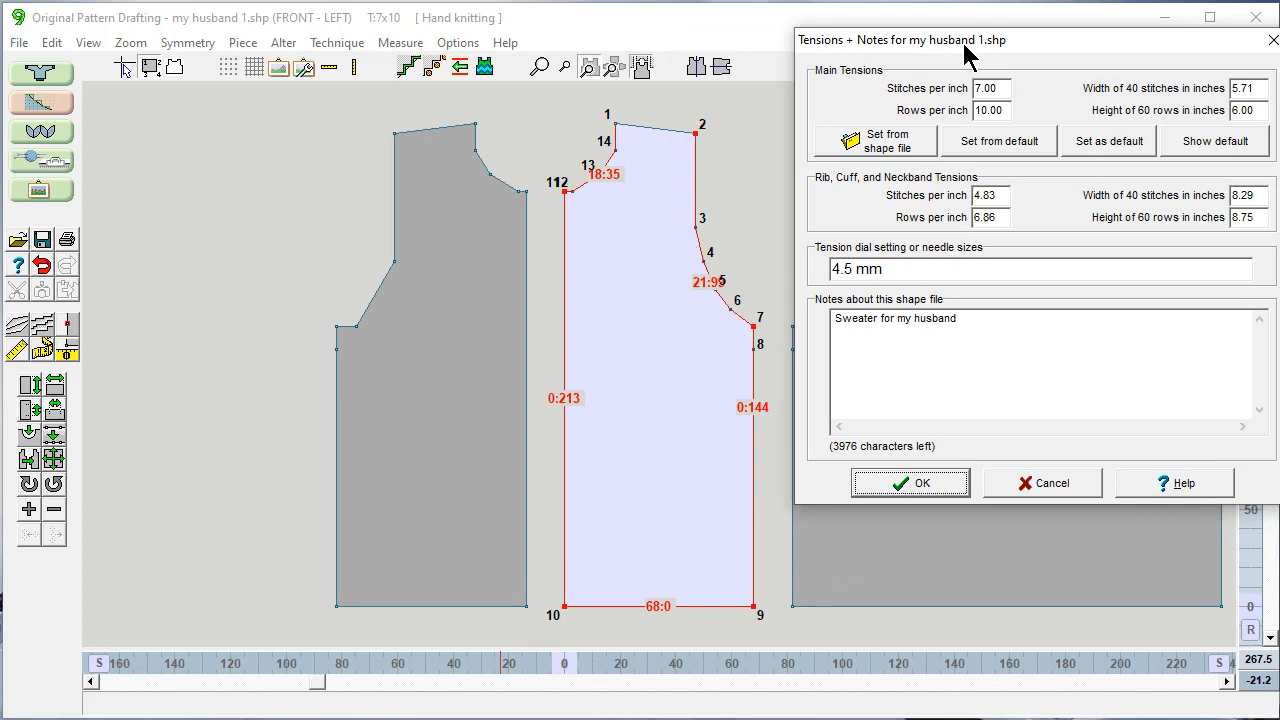 Original Pattern Drafting - my husband 1.shp (FRONT - LEFT) T:7x10 [ Hand knitting ]
File Edit View Zoom Symmetry Piece Alter Technique Measure Options Help
Tensions + Notes for my husband 1.shp
Main Tensions
Stitches per inch 7.00 Width of 40 stitches in inches 5.71
Rows per inch 10.00 Height of 60 rows in inches 6.00
Set from shape file Set from default Set as default Show default
Rib, Cuff, and Neckband Tensions
Stitches per inch 4.83 Width of 40 stitches in inches 8.29
Rows per inch 6.86 Height of 60 rows in inches 8.75
Tension dial setting or needle sizes
4.5 mm
Notes about this shape file
Sweater for my husband
(3976 characters left)
OK Cancel Help
1
2
14
13
18:35
1112
3
4
21:99
5
6
7
8
0:213
0:144
68:0
10
9
50
0
R
S 160 140 120 100 80 60 40 20 0 20 40 60 80 100 120 140 160 180 200 220 S 4
267.5
-21.2